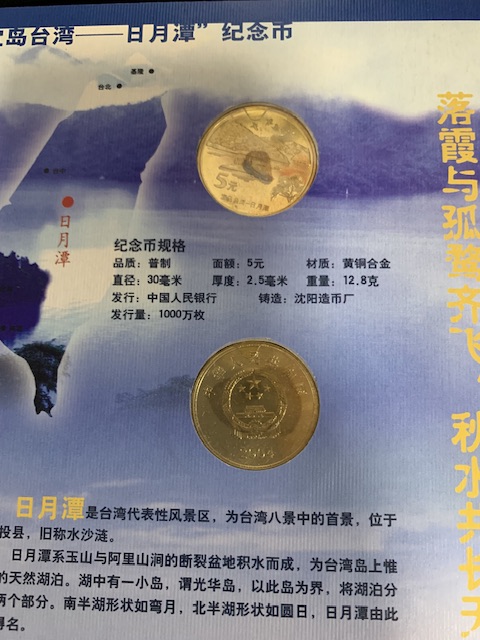 岛台湾——日月潭”纪念币
基隆
台北
台中
日月潭
5元
宝岛台湾·日月潭
纪念币规格
品质：普制 面额：5元 材质：黄铜合金
直径：30毫米 厚度：2.5毫米 重量：12.8克
发行：中国人民银行 铸造：沈阳造币厂
发行量：1000万枚
中华人民共和国
2004
日月潭是台湾代表性风景区，为台湾八景中的首景，位于
投县，旧称水沙涟。
日月潭系玉山与阿里山涧的断裂盆地积水而成，为台湾岛上惟
的天然湖泊。湖中有一小岛，谓光华岛，以此岛为界，将湖泊分
两个部分。南半湖形状如弯月，北半湖形状如圆日，日月潭由此
得名。
落霞与孤鹜齐飞，
秋水共长天